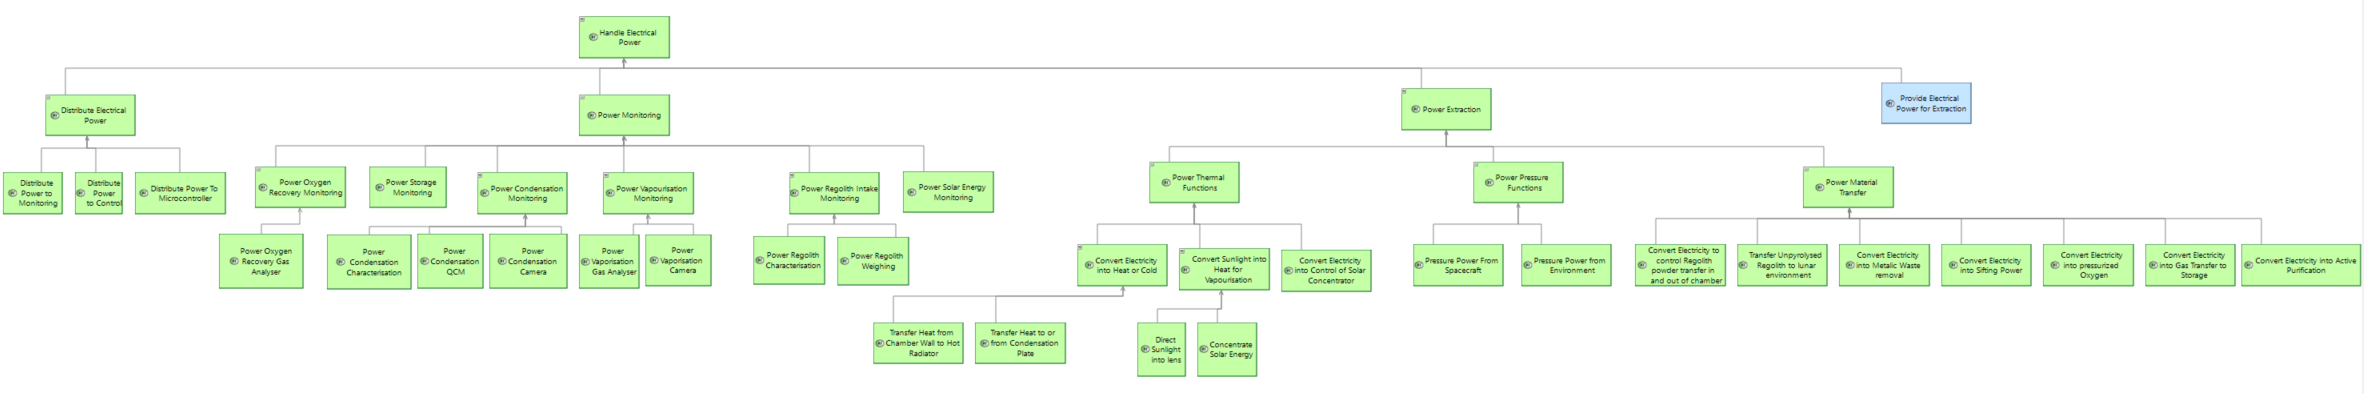 Handle Electrical
Power
Distribute Electrical
Power
Power Monitoring
Power Extraction
Provide Electrical
Power for Extraction
Distribute
Power to
Monitoring
Distribute
Power
to Control
Distribute Power To
Microcontroller
Power Oxygen
Recovery Monitoring
Power Storage
Monitoring
Power Condensation
Monitoring
Power Vapourisation
Monitoring
Power Regolith Intake
Monitoring
Power Solar Energy
Monitoring
Power Thermal
Functions
Power Pressure
Functions
Power Material
Transfer
Power Oxygen
Recovery Gas
Analyser
Power
Condensation
Characterisation
Power
Condensation
QCM
Power
Condensation
Camera
Power
Vaporisation
Gas Analyser
Power
Vaporisation
Camera
Power Regolith
Characterisation
Power Regolith
Weighing
Convert Electricity
into Heat or Cold
Convert Sunlight into
Heat for
Vapourisation
Convert Electricity
into Control of Solar
Concentrator
Pressure Power From
Spacecraft
Pressure Power from
Environment
Convert Electricity to
control Regolith
powder transfer in
and out of chamber
Transfer Unpyrolysed
Regolith to lunar
environment
Convert Electricity
into Metalic Waste
removal
Convert Electricity
into Sifting Power
Convert Electricity
into pressurized
Oxygen
Convert Electricity
into Gas Transfer to
Storage
Convert Electricity into Active
Purification
Transfer Heat from
Chamber Wall to Hot
Radiator
Transfer Heat to or
from Condensation
Plate
Direct
Sunlight
into lens
Concentrate
Solar Energy